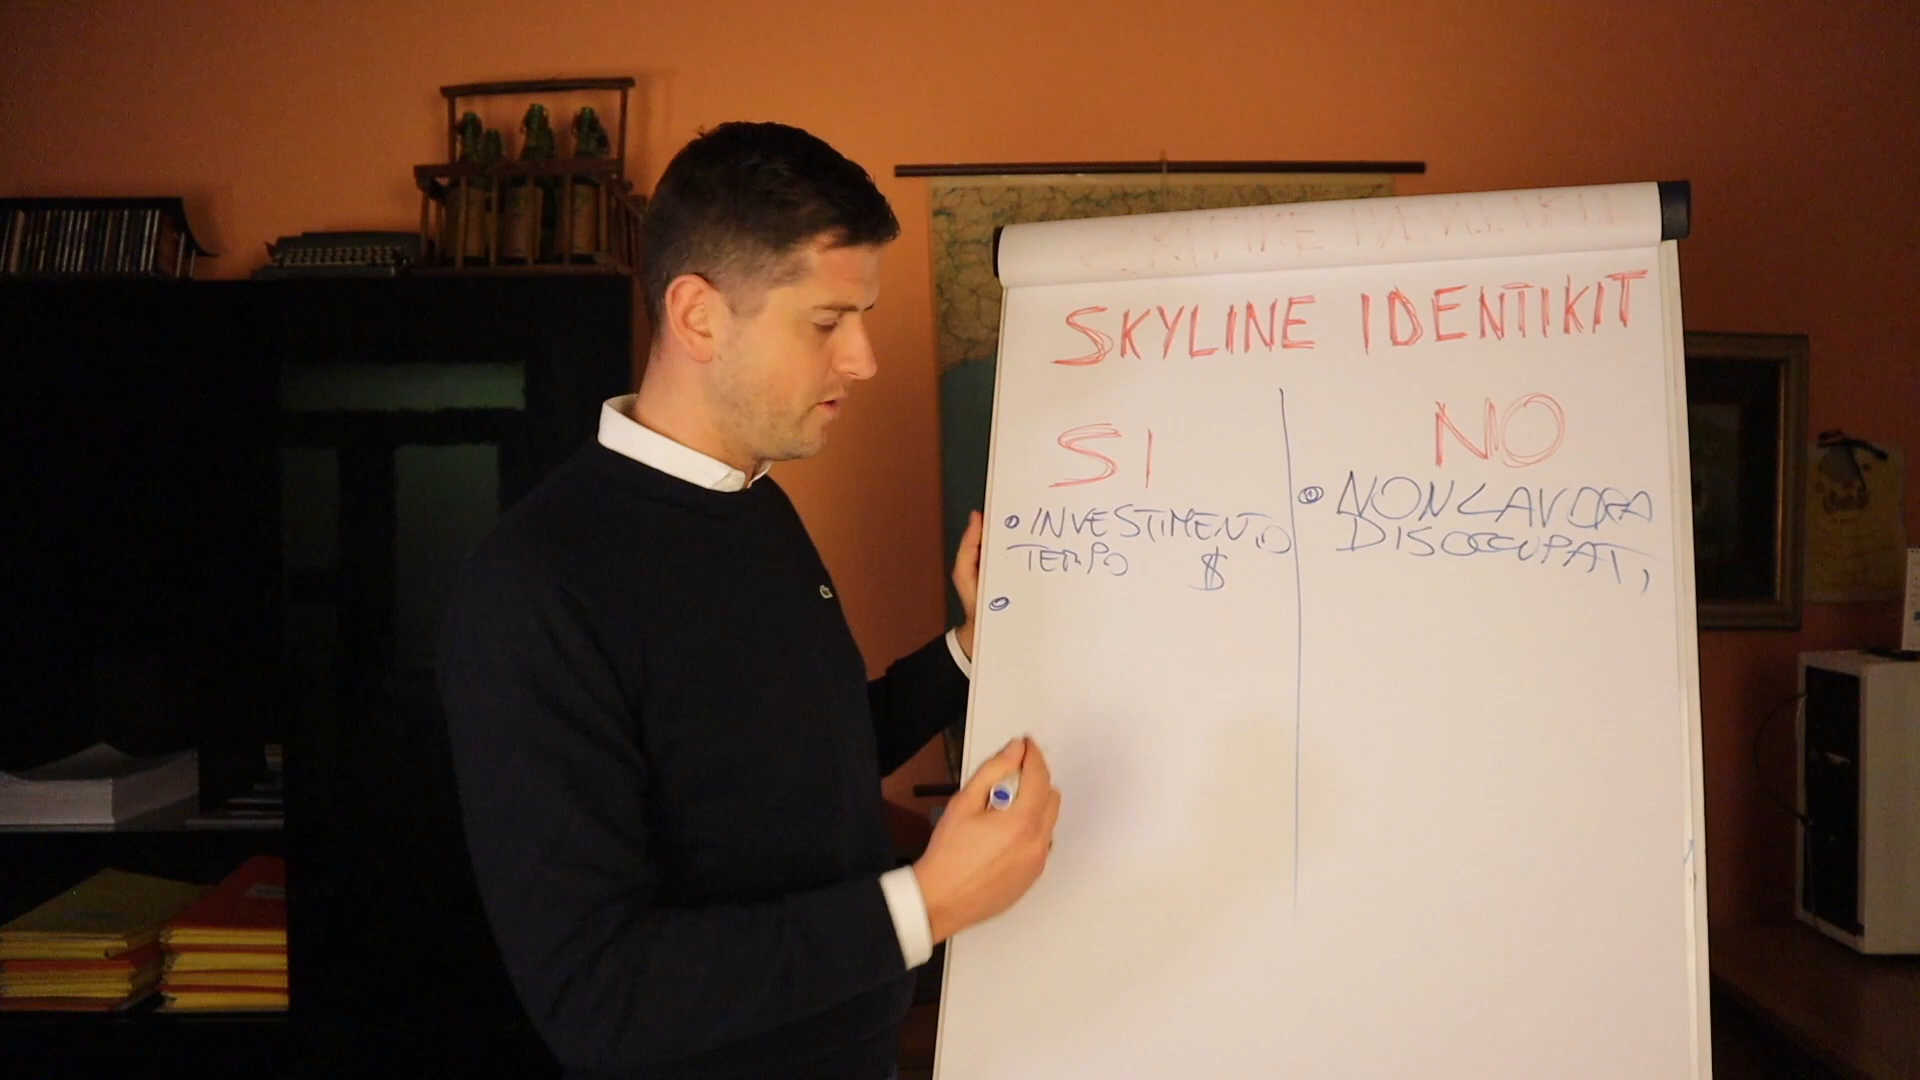 SKYLINE IDENTIKIT
SI
INVESTIMENTO
TEMPO $
NO
NON LAVORA
DISOCCUPATI